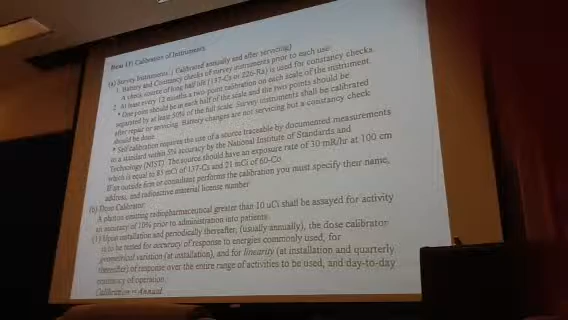 Item 15) Calibration of Instruments
(a) Survey Instruments: ( Calibrated annually and after servicing)
1. Battery and Constancy checks of survey instruments prior to each use.
A check source of long half life (137-Cs or 226-Ra) is used for constancy checks.
2. At least every 12 months a two point calibration on each scale of the instrument.
* One point should be in each half of the scale and the two points should be
separated by at least 50% of the full scale. Survey instruments shall be calibrated
after repair or servicing. Battery changes are not servicing but a constancy check
should be done
* Self calibration requires the use of a source traceable by documented measurements
to a standard within 5% accuracy by the National Institute of Standards and
Technology (NIST). The source should have an exposure rate of 30 mR/hr at 100 cm
which is equal to 85 mCi of 137-Cs and 21 mCi of 60-Co.
If an outside firm or consultant performs the calibration you must specify their name,
address, and radioactive material license number
(b) Dose Calibrator:
A photon emitting radiopharmaceutical greater than 10 uCi shall be assayed for activity
to an accuracy of 10% prior to administration into patients.
(1) Upon installation and periodically thereafter, (usually annually), the dose calibrator
is to be tested for accuracy of response to energies commonly used, for
geometrical variation (at installation), and for linearity (at installation and quarterly
thereafter) of response over the entire range of activities to be used, and day-to-day
constancy of operation.
Calibration = Annual